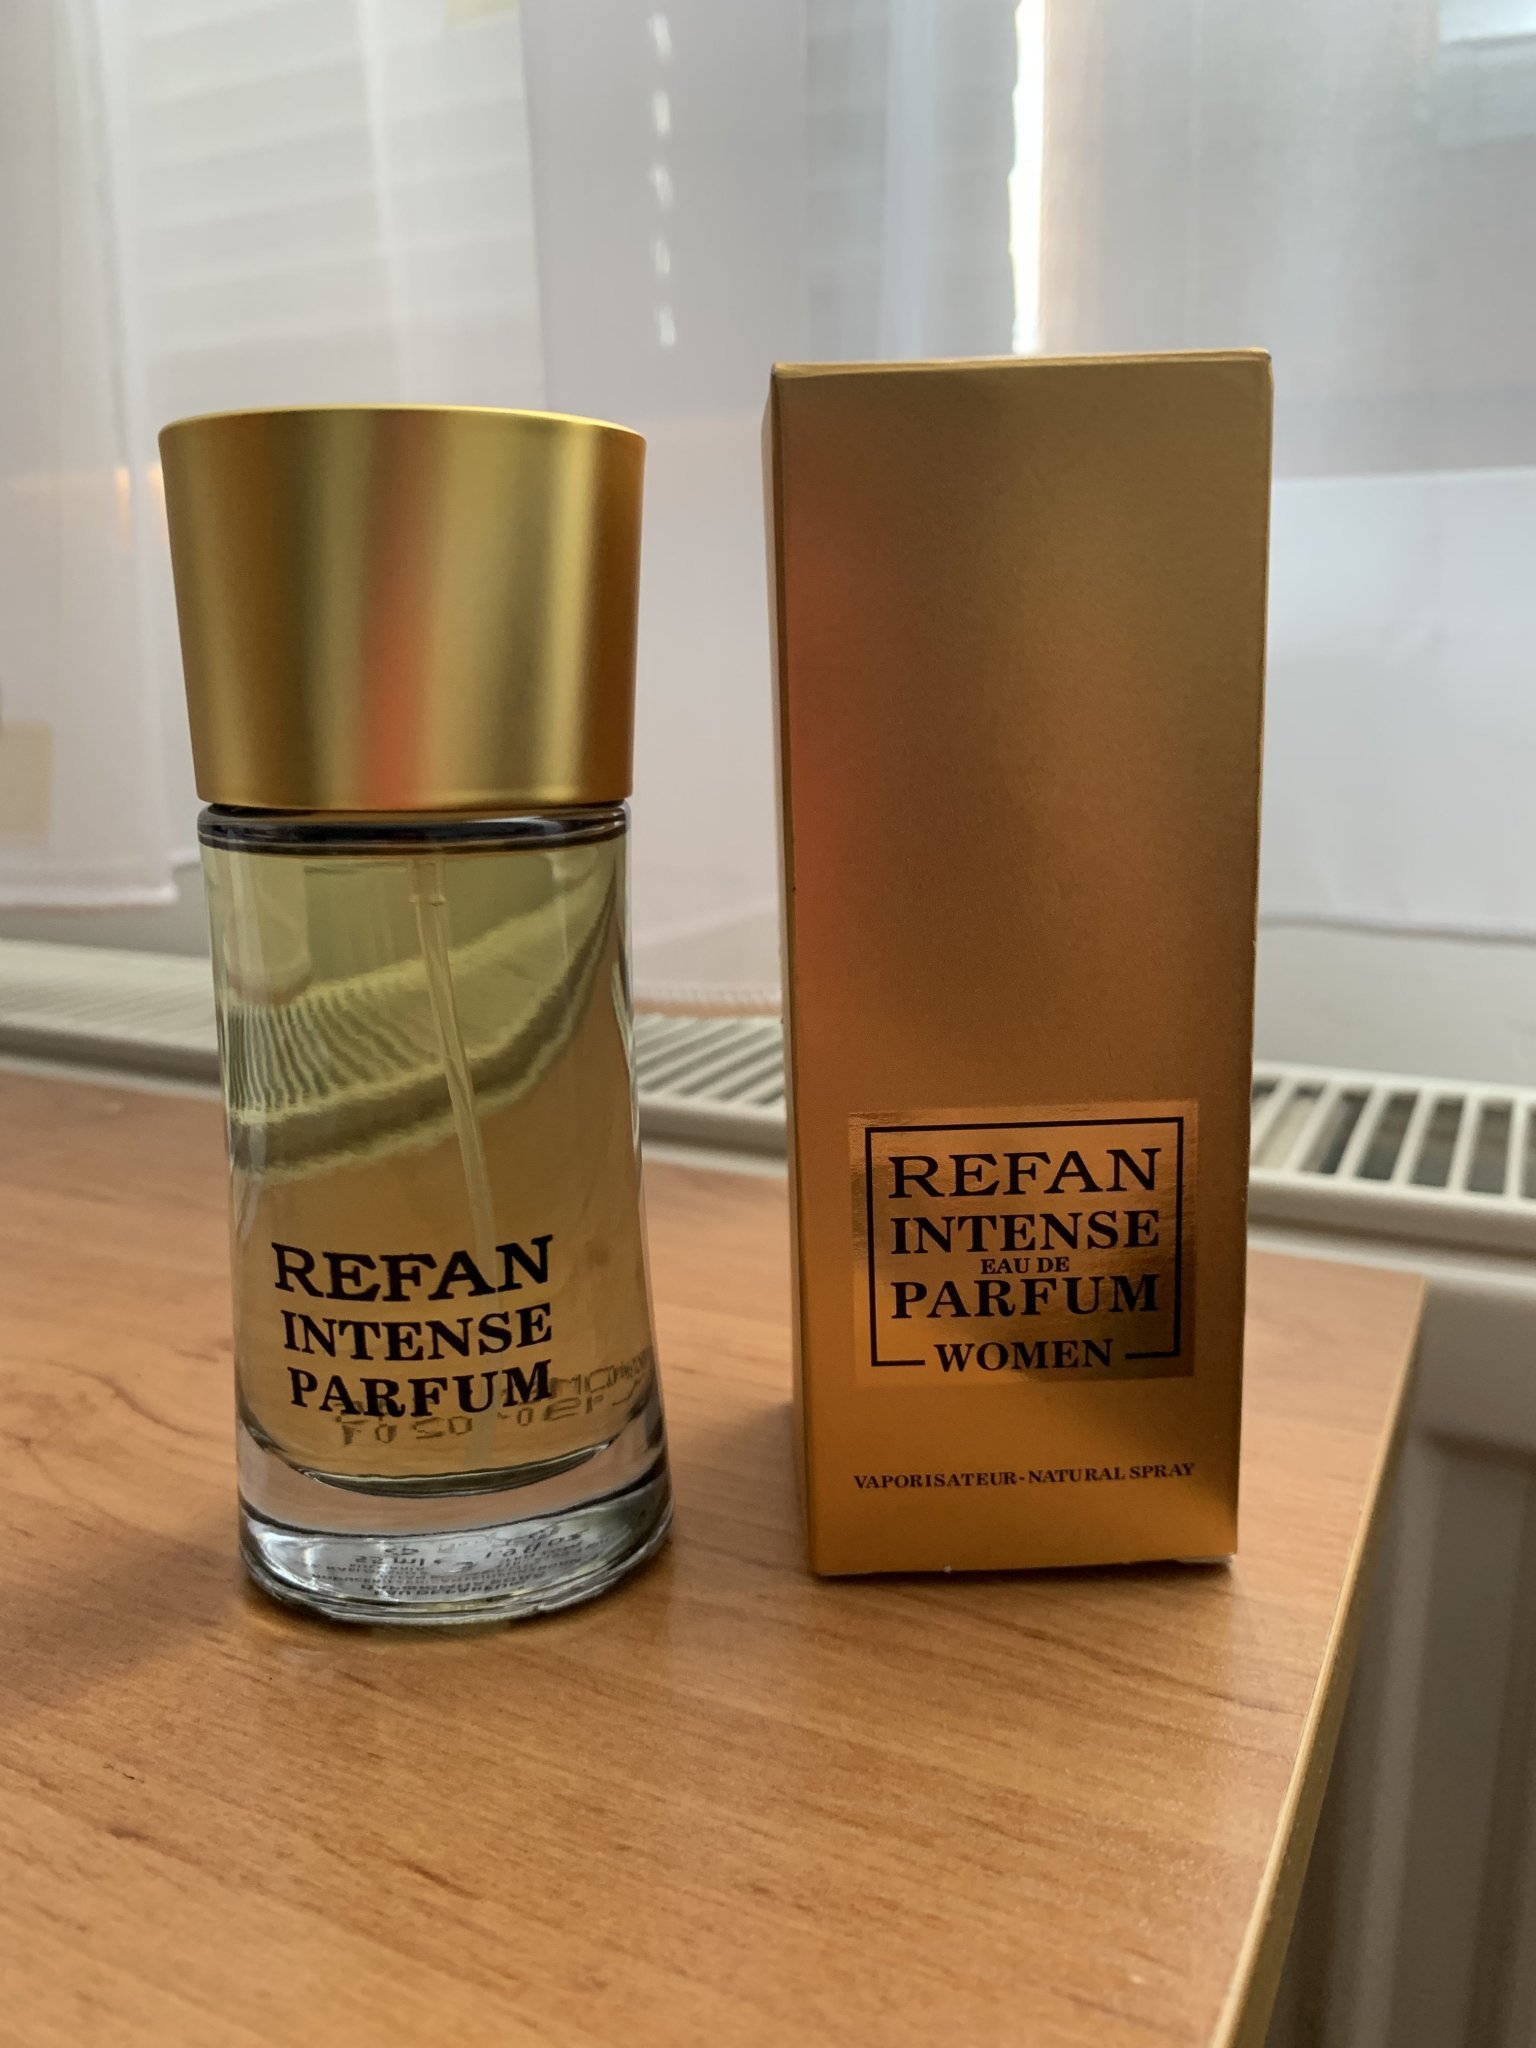 REFAN
INTENSE
PARFUM
REFAN
INTENSE
EAU DE
PARFUM
WOMEN
VAPORISATEUR-NATURAL SPRAY